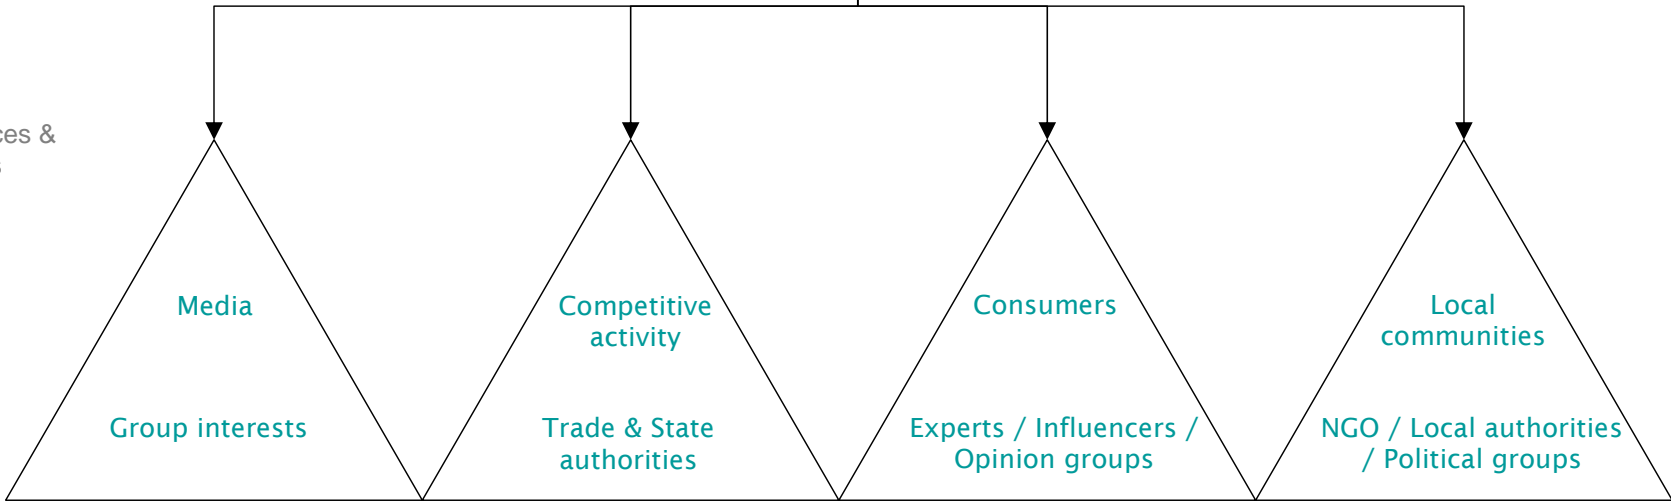 &
Media
Group interests
Competitive
activity
Trade & State
authorities
Consumers
Experts / Influencers /
Opinion groups
Local
communities
NGO / Local authorities
/ Political groups